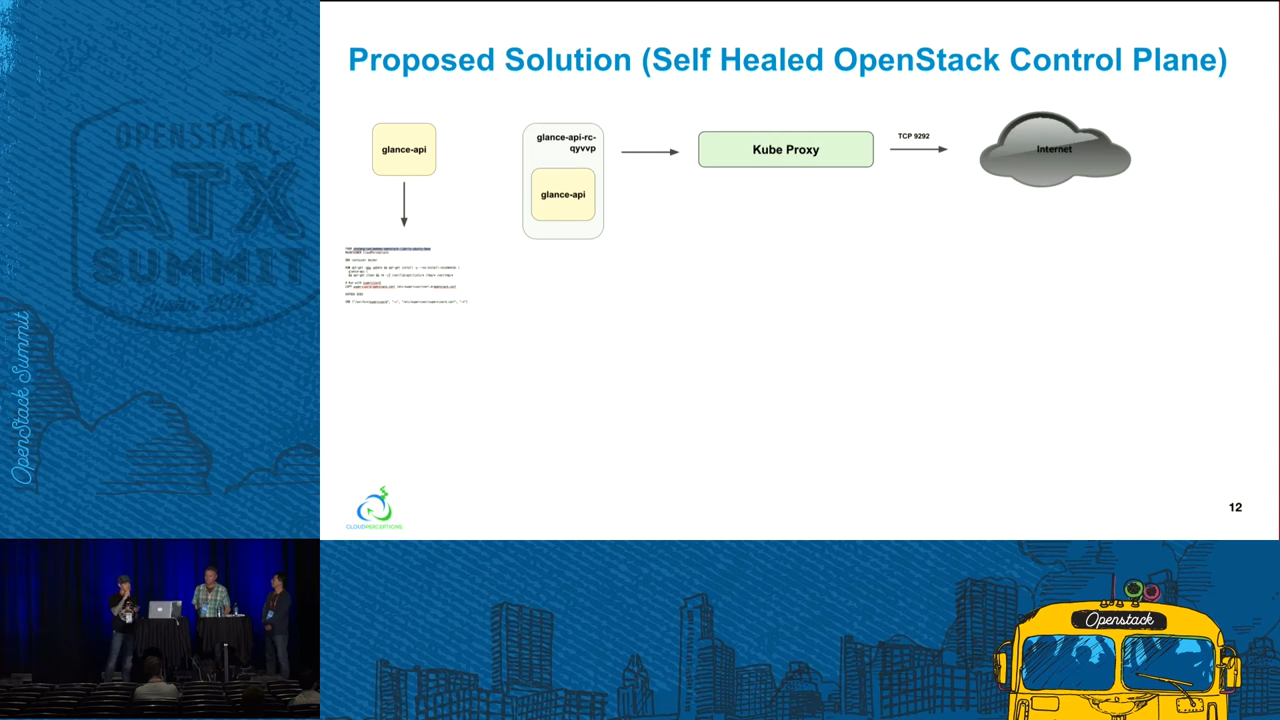 Proposed Solution (Self Healed OpenStack Control Plane)
glance-api
glance-api-rc-
qyvvp
glance-api
Kube Proxy
TCP 9292
Internet
CLOUDPERCEPTIONS
12
OPENSTACK
ATX
SUMMIT
OpenStack Summit
Openstack